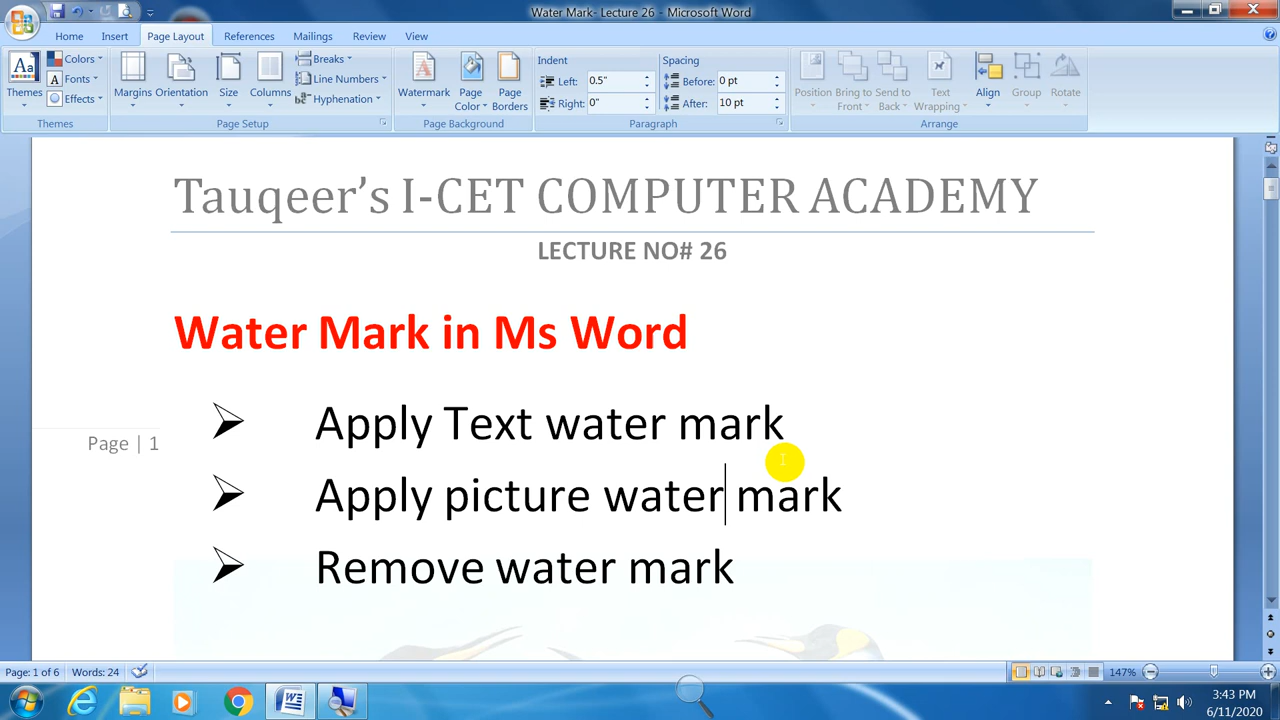 Water Mark- Lecture 26 - Microsoft Word
Home Insert Page Layout References Mailings Review View
Aa
Themes
Colors
Fonts
Effects
Themes
Margins
Orientation
Size
Columns
Breaks
Line Numbers
Hyphenation
Page Setup
Watermark
Page Color
Page Borders
Page Background
Indent
Left: 0.5"
Right: 0"
Spacing
Before: 0 pt
After: 10 pt
Paragraph
Position
Bring to Front
Send to Back
Text Wrapping
Align
Group
Rotate
Arrange
Tauqeer’s I-CET COMPUTER ACADEMY
LECTURE NO# 26
Water Mark in Ms Word
Apply Text water mark
Page | 1
Apply picture water mark
Remove water mark
Page: 1 of 6 Words: 24
147%
3:43 PM
6/11/2020